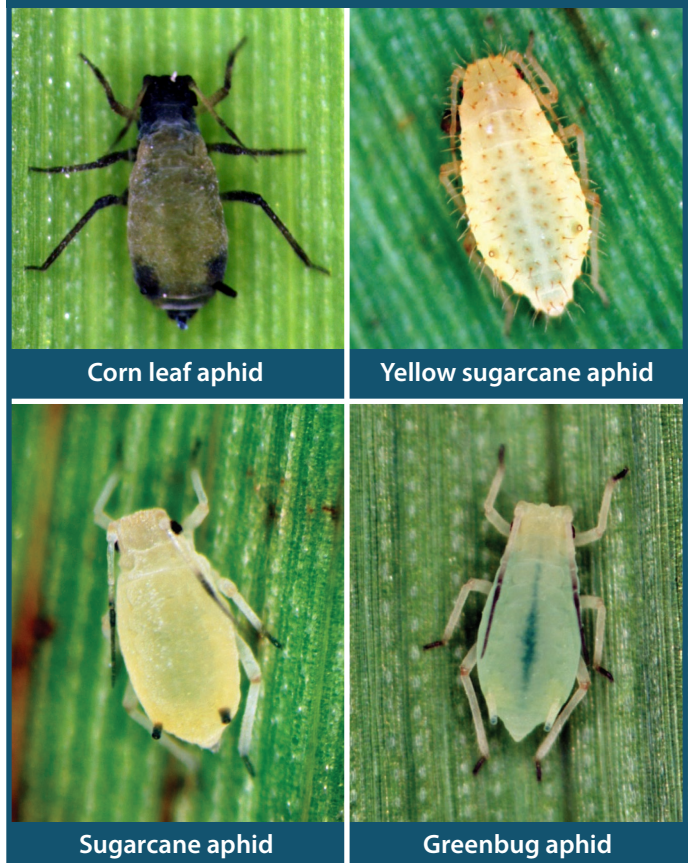 Corn leaf aphid
Yellow sugarcane aphid
Sugarcane aphid
Greenbug aphid